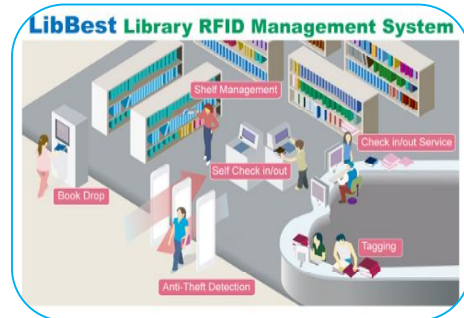 LibBest Library RFID Management System
Shelf Management
Check in/out Service
Self Check in/out
Book Drop
Tagging
Anti-Theft Detection